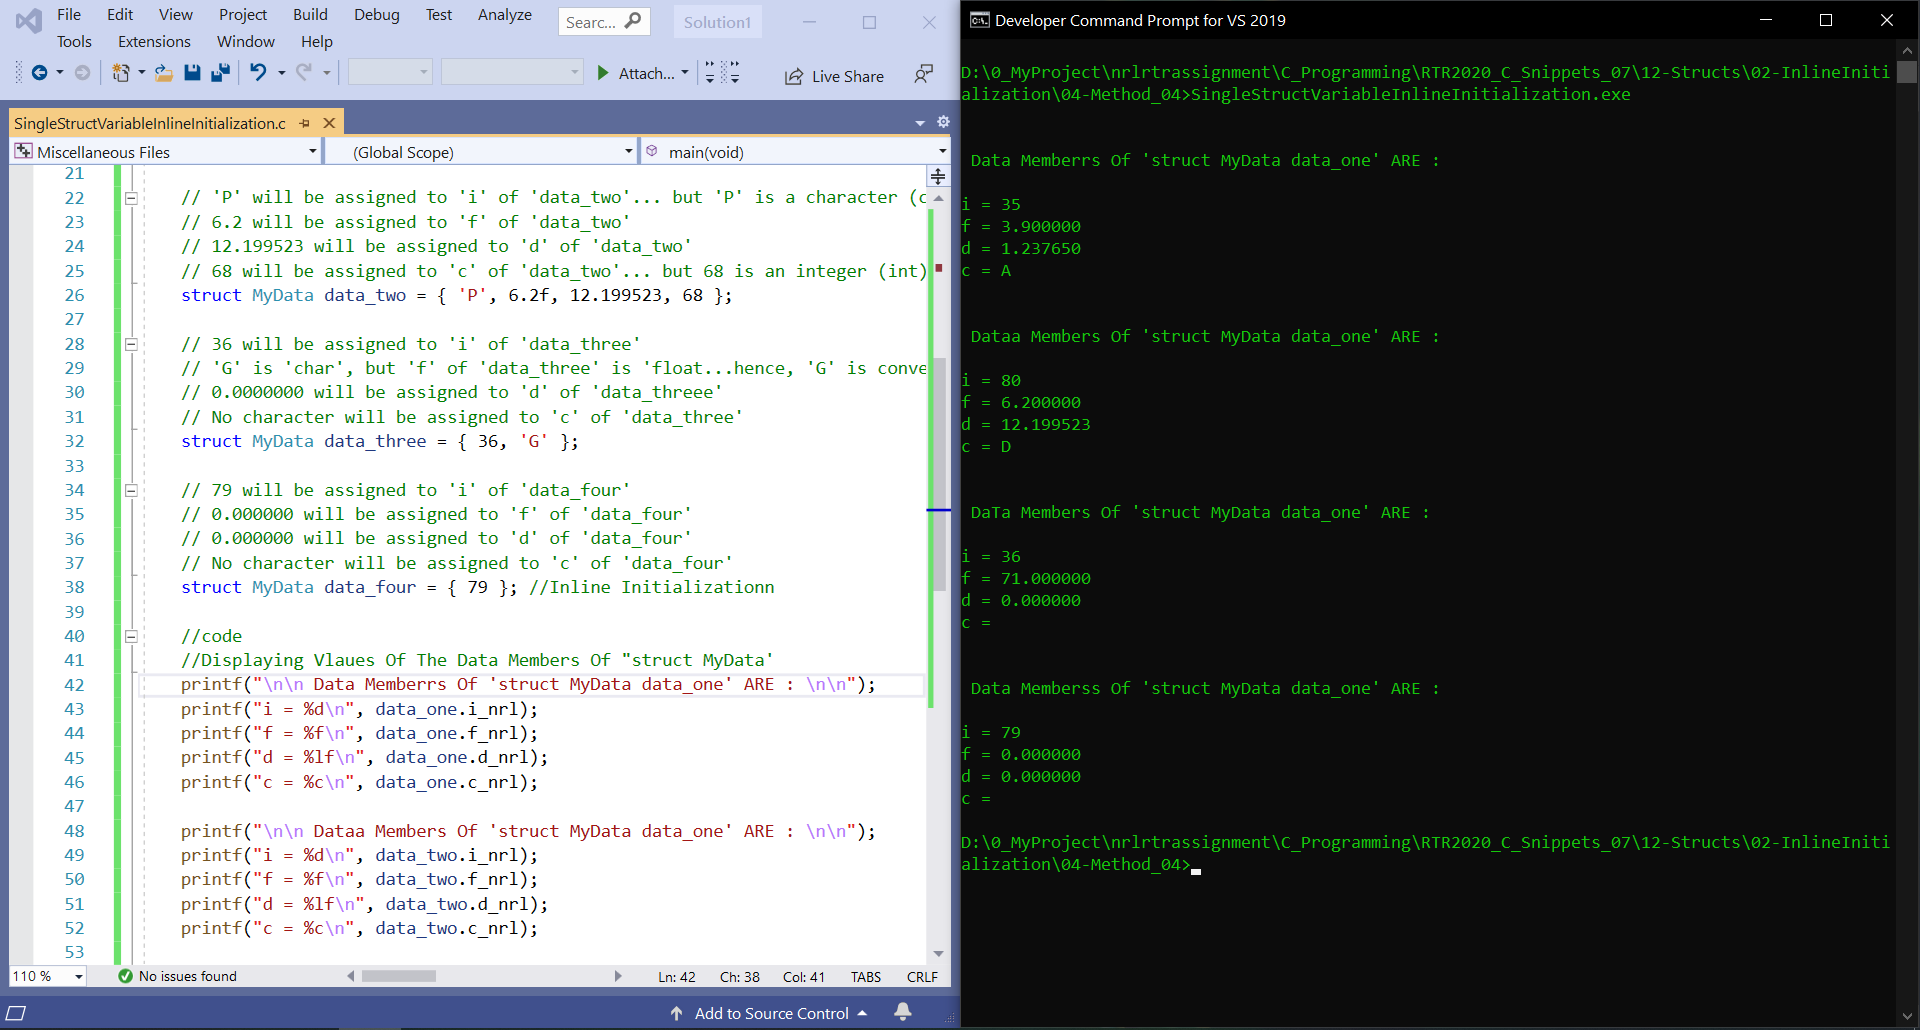 File Edit View Project Build Debug Test Analyze Searc... Solution1
Tools Extensions Window Help
Attach... Live Share
SingleStructVariableInlineInitialization.c
Miscellaneous Files (Global Scope) main(void)
21
22 // 'P' will be assigned to 'i' of 'data_two'... but 'P' is a character (c
23 // 6.2 will be assigned to 'f' of 'data_two'
24 // 12.199523 will be assigned to 'd' of 'data_two'
25 // 68 will be assigned to 'c' of 'data_two'... but 68 is an integer (int)
26 struct MyData data_two = { 'P', 6.2f, 12.199523, 68 };
27
28 // 36 will be assigned to 'i' of 'data_three'
29 // 'G' is 'char', but 'f' of 'data_three' is 'float...hence, 'G' is conve
30 // 0.0000000 will be assigned to 'd' of 'data_threee'
31 // No character will be assigned to 'c' of 'data_three'
32 struct MyData data_three = { 36, 'G' };
33
34 // 79 will be assigned to 'i' of 'data_four'
35 // 0.000000 will be assigned to 'f' of 'data_four'
36 // 0.000000 will be assigned to 'd' of 'data_four'
37 // No character will be assigned to 'c' of 'data_four'
38 struct MyData data_four = { 79 }; //Inline Initializationn
39
40 //code
41 //Displaying Vlaues Of The Data Members Of "struct MyData'
42 printf("\n\n Data Memberrs Of 'struct MyData data_one' ARE : \n\n");
43 printf("i = %d\n", data_one.i_nrl);
44 printf("f = %f\n", data_one.f_nrl);
45 printf("d = %lf\n", data_one.d_nrl);
46 printf("c = %c\n", data_one.c_nrl);
47
48 printf("\n\n Dataa Members Of 'struct MyData data_one' ARE : \n\n");
49 printf("i = %d\n", data_two.i_nrl);
50 printf("f = %f\n", data_two.f_nrl);
51 printf("d = %lf\n", data_two.d_nrl);
52 printf("c = %c\n", data_two.c_nrl);
53
110 % No issues found Ln: 42 Ch: 38 Col: 41 TABS CRLF
Add to Source Control
Developer Command Prompt for VS 2019
D:\0_MyProject\nrlrtrassignment\C_Programming\RTR2020_C_Snippets_07\12-Structs\02-InlineIniti
alization\04-Method_04>SingleStructVariableInlineInitialization.exe
Data Memberrs Of 'struct MyData data_one' ARE :
i = 35
f = 3.900000
d = 1.237650
c = A
Dataa Members Of 'struct MyData data_one' ARE :
i = 80
f = 6.200000
d = 12.199523
c = D
DaTa Members Of 'struct MyData data_one' ARE :
i = 36
f = 71.000000
d = 0.000000
c =
Data Memberss Of 'struct MyData data_one' ARE :
i = 79
f = 0.000000
d = 0.000000
c =
D:\0_MyProject\nrlrtrassignment\C_Programming\RTR2020_C_Snippets_07\12-Structs\02-InlineIniti
alization\04-Method_04>